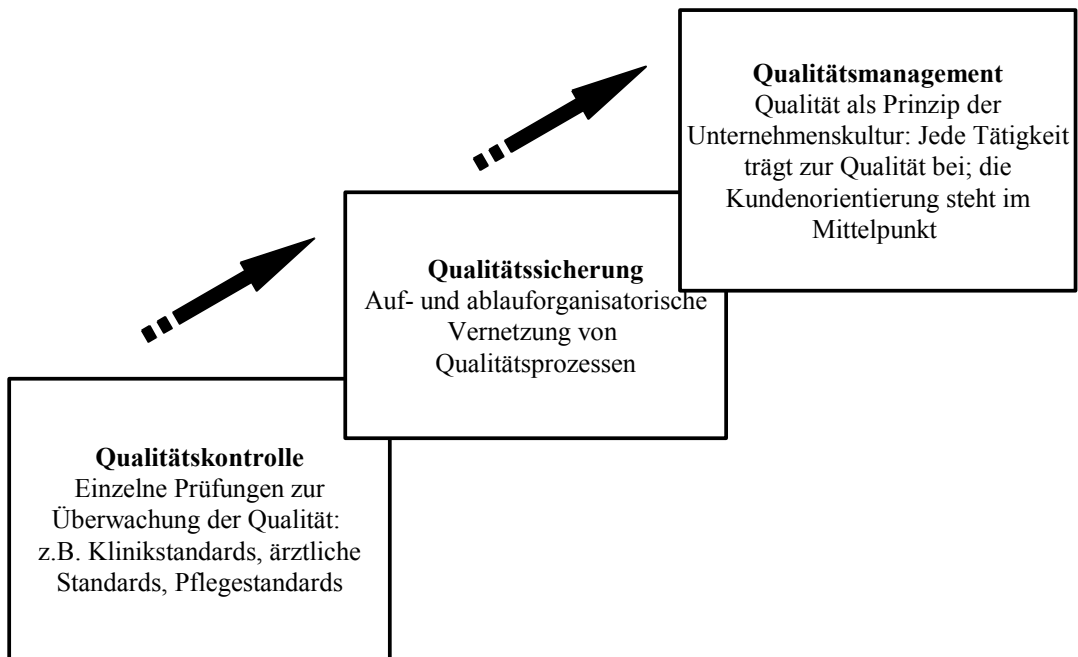 Qualitätsmanagement
Qualität als Prinzip der
Unternehmenskultur: Jede Tätigkeit
trägt zur Qualität bei; die
Kundenorientierung steht im
Mittelpunkt
Qualitätssicherung
Auf- und ablauforganisatorische
Vernetzung von
Qualitätsprozessen
Qualitätskontrolle
Einzelne Prüfungen zur
Überwachung der Qualität:
z.B. Klinikstandards, ärztliche
Standards, Pflegestandards